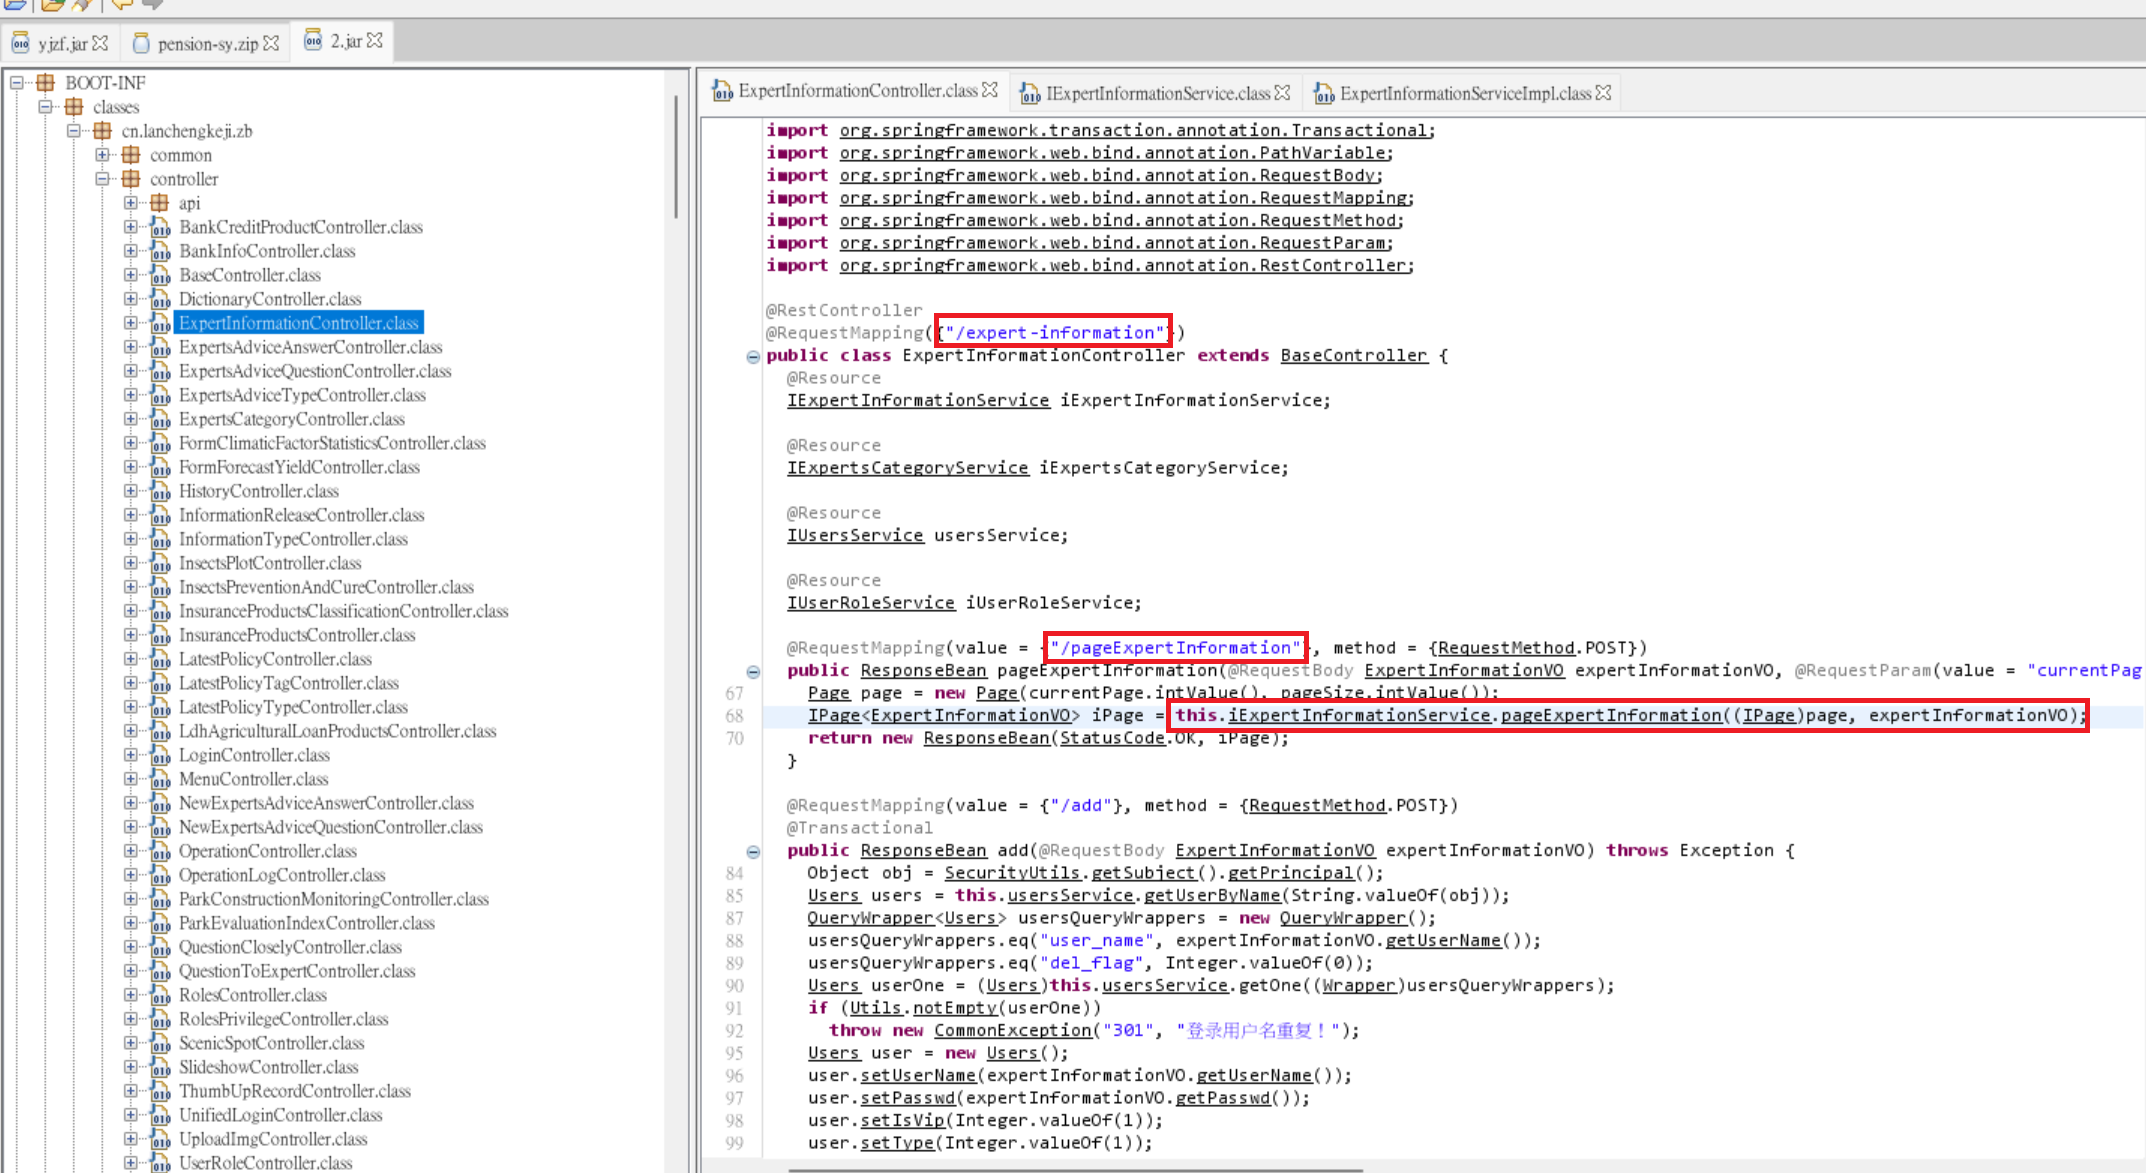 yjzf.jar
pension-sy.zip
2.jar
BOOT-INF
classes
cn.lanchengkeji.zb
common
controller
api
BankCreditProductController.class
BankInfoController.class
BaseController.class
DictionaryController.class
ExpertInformationController.class
ExpertsAdviceAnswerController.class
ExpertsAdviceQuestionController.class
ExpertsAdviceTypeController.class
ExpertsCategoryController.class
FormClimaticFactorStatisticsController.class
FormForecastYieldController.class
HistoryController.class
InformationReleaseController.class
InformationTypeController.class
InsectsPlotController.class
InsectsPreventionAndCureController.class
InsuranceProductsClassificationController.class
InsuranceProductsController.class
LatestPolicyController.class
LatestPolicyTagController.class
LatestPolicyTypeController.class
LdhAgriculturalLoanProductsController.class
LoginController.class
MenuController.class
NewExpertsAdviceAnswerController.class
NewExpertsAdviceQuestionController.class
OperationController.class
OperationLogController.class
ParkConstructionMonitoringController.class
ParkEvaluationIndexController.class
QuestionCloselyController.class
QuestionToExpertController.class
RolesController.class
RolesPrivilegeController.class
ScenicSpotController.class
SlideshowController.class
ThumbUpRecordController.class
UnifiedLoginController.class
UploadImgController.class
UserRoleController.class
ExpertInformationController.class
IExpertInformationService.class
ExpertInformationServiceImpl.class
import org.springframework.transaction.annotation.Transactional;
import org.springframework.web.bind.annotation.PathVariable;
import org.springframework.web.bind.annotation.RequestBody;
import org.springframework.web.bind.annotation.RequestMapping;
import org.springframework.web.bind.annotation.RequestMethod;
import org.springframework.web.bind.annotation.RequestParam;
import org.springframework.web.bind.annotation.RestController;
@RestController
@RequestMapping({"/expert-information"})
public class ExpertInformationController extends BaseController {
@Resource
IExpertInformationService iExpertInformationService;
@Resource
IExpertsCategoryService iExpertsCategoryService;
@Resource
IUsersService usersService;
@Resource
IUserRoleService iUserRoleService;
@RequestMapping(value = {"/pageExpertInformation"}, method = {RequestMethod.POST})
public ResponseBean pageExpertInformation(@RequestBody ExpertInformationVO expertInformationVO, @RequestParam(value = "currentPag
67 Page page = new Page(currentPage.intValue(), pageSize.intValue());
68 IPage<ExpertInformationVO> iPage = this.iExpertInformationService.pageExpertInformation((IPage)page, expertInformationVO);
70 return new ResponseBean(StatusCode.OK, iPage);
}
@RequestMapping(value = {"/add"}, method = {RequestMethod.POST})
@Transactional
public ResponseBean add(@RequestBody ExpertInformationVO expertInformationVO) throws Exception {
84 Object obj = SecurityUtils.getSubject().getPrincipal();
85 Users users = this.usersService.getUserByName(String.valueOf(obj));
87 QueryWrapper<Users> usersQueryWrappers = new QueryWrapper();
88 usersQueryWrappers.eq("user_name", expertInformationVO.getUserName());
89 usersQueryWrappers.eq("del_flag", Integer.valueOf(0));
90 Users userOne = (Users)this.usersService.getOne((Wrapper)usersQueryWrappers);
91 if (Utils.notEmpty(userOne))
92 throw new CommonException("301", "登录用户名重复！");
95 Users user = new Users();
96 user.setUserName(expertInformationVO.getUserName());
97 user.setPasswd(expertInformationVO.getPasswd());
98 user.setIsVip(Integer.valueOf(1));
99 user.setType(Integer.valueOf(1));